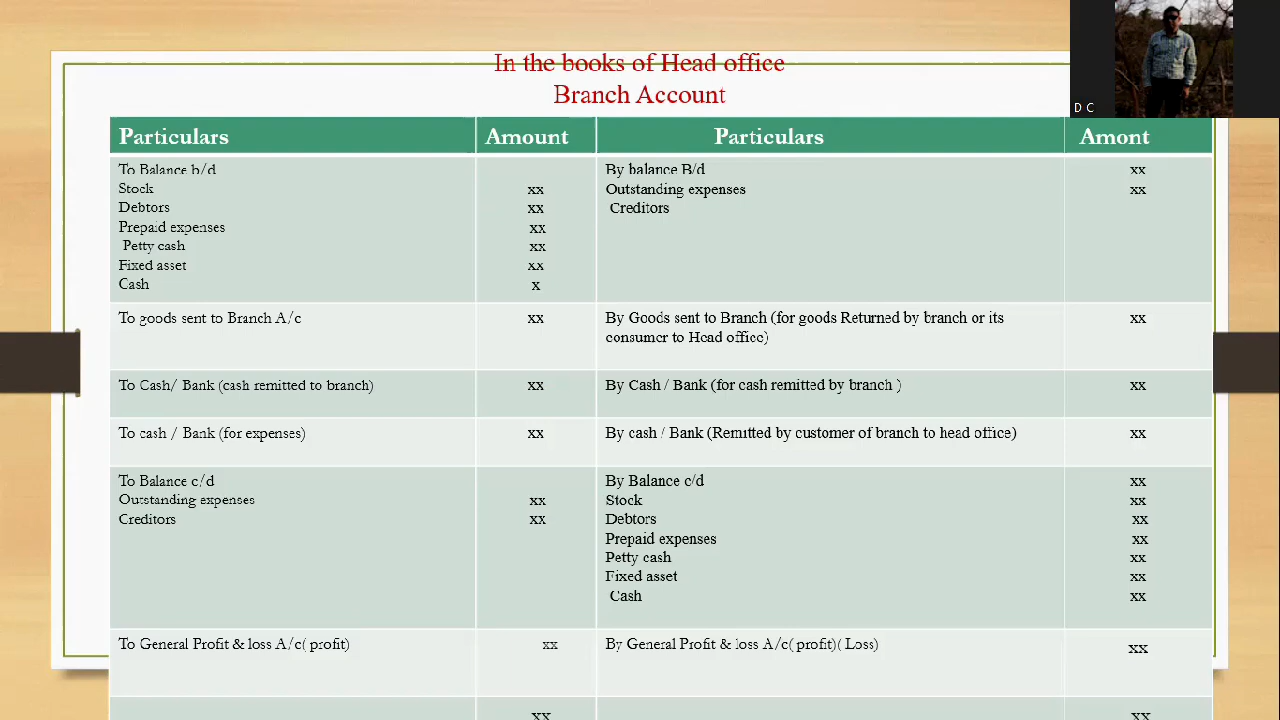 In the books of Head office
Branch Account
D C
Particulars Amount Particulars Amont
To Balance b/d By balance B/d xx
Stock xx Outstanding expenses xx
Debtors xx Creditors
Prepaid expenses xx
Petty cash xx
Fixed asset xx
Cash x
To goods sent to Branch A/c xx By Goods sent to Branch (for goods Returned by branch or its xx
consumer to Head office)
To Cash/ Bank (cash remitted to branch) xx By Cash / Bank (for cash remitted by branch ) xx
To cash / Bank (for expenses) xx By cash / Bank (Remitted by customer of branch to head office) xx
To Balance c/d By Balance c/d xx
Outstanding expenses xx Stock xx
Creditors xx Debtors xx
Prepaid expenses xx
Petty cash xx
Fixed asset xx
Cash xx
To General Profit & loss A/c( profit) xx By General Profit & loss A/c( profit)( Loss) xx
xx xx